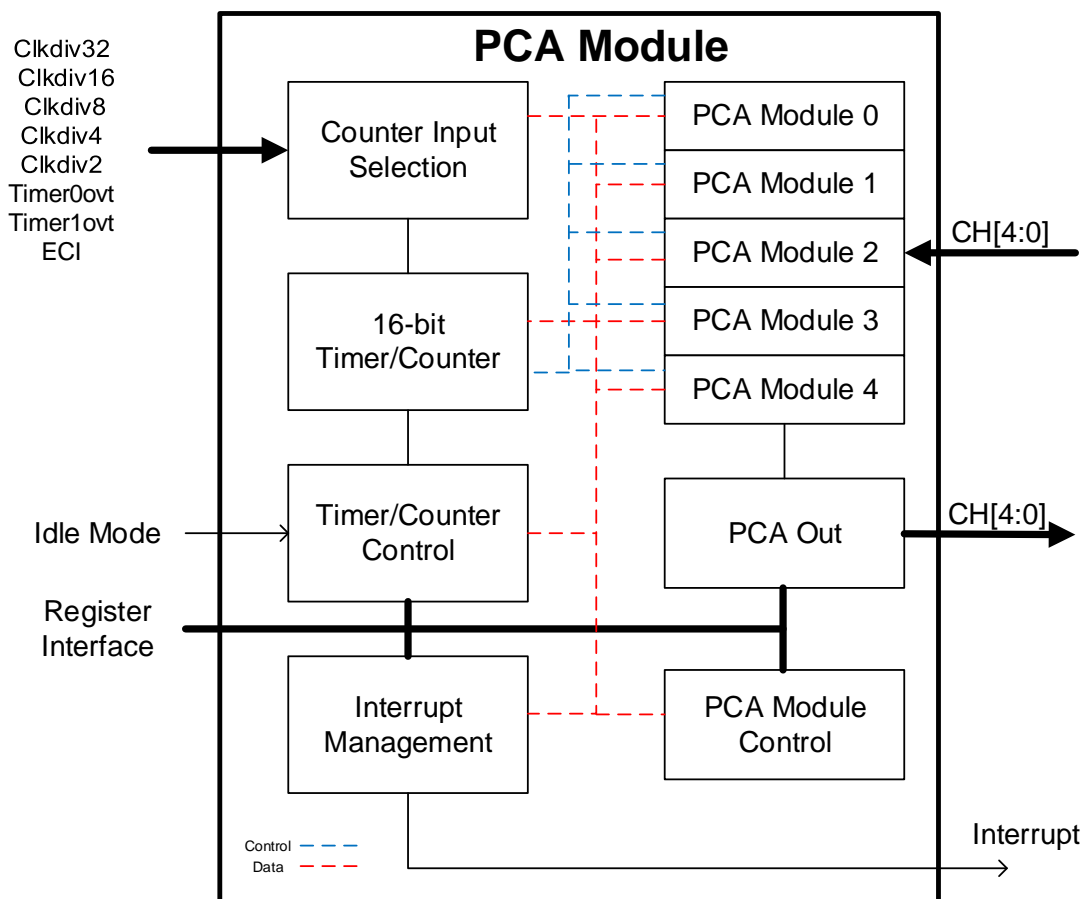 PCA Module
Clkdiv32
Clkdiv16
Clkdiv8
Clkdiv4
Clkdiv2
Timer0ovt
Timer1ovt
ECI
Counter Input
Selection
16-bit
Timer/Counter
Idle Mode
Timer/Counter
Control
Register
Interface
Interrupt
Management
PCA Module 0
PCA Module 1
PCA Module 2
PCA Module 3
PCA Module 4
CH[4:0]
PCA Out
CH[4:0]
PCA Module
Control
Control
Data
Interrupt